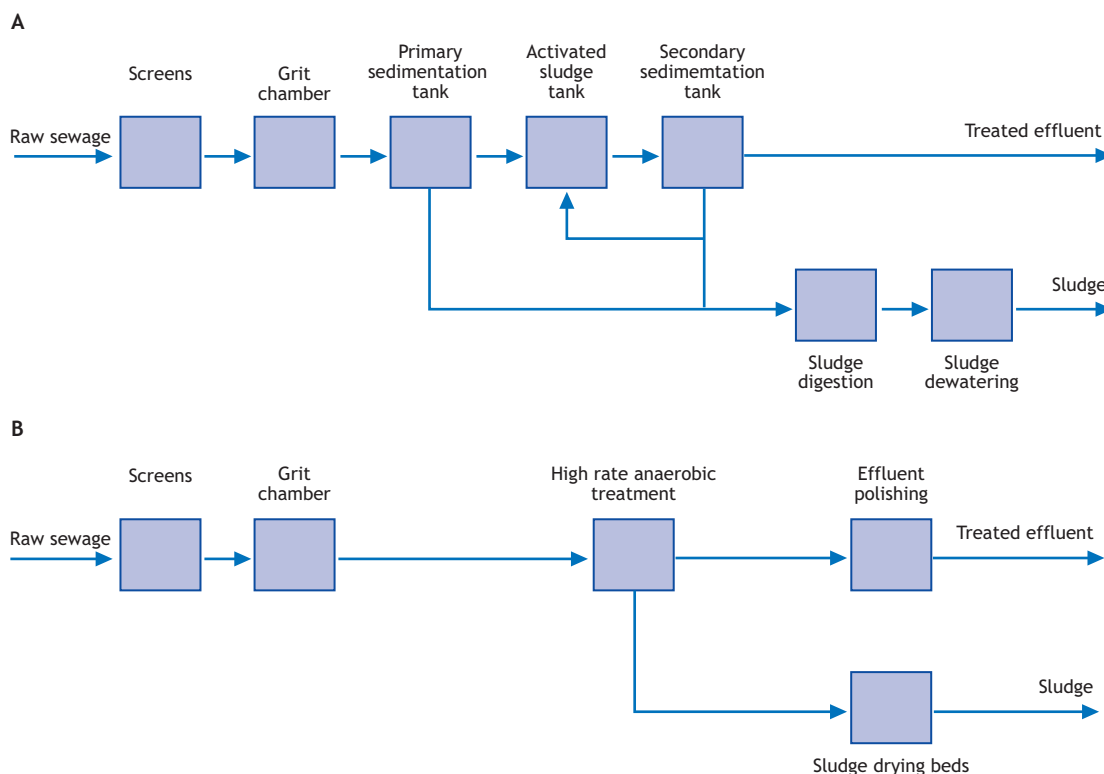 A
Screens
Grit
chamber
Primary
sedimentation
tank
Activated
sludge
tank
Secondary
sedimemtation
tank
Raw sewage
Treated effluent
Sludge
Sludge
digestion
Sludge
dewatering
B
Screens
Grit
chamber
High rate anaerobic
treatment
Effluent
polishing
Raw sewage
Treated effluent
Sludge
Sludge drying beds